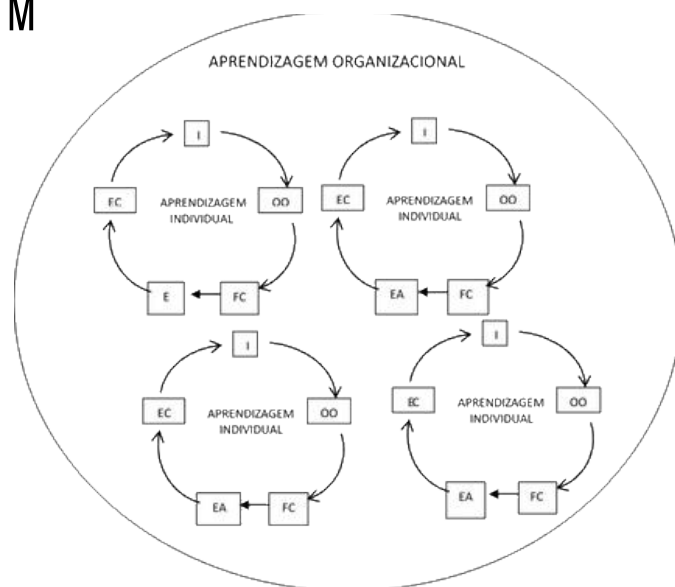 M
APRENDIZAGEM ORGANIZACIONAL
I
EC
APRENDIZAGEM
INDIVIDUAL
OO
E
FC
I
EC
APRENDIZAGEM
INDIVIDUAL
OO
EA
FC
I
EC
APRENDIZAGEM
INDIVIDUAL
OO
EA
FC
I
EC
APRENDIZAGEM
INDIVIDUAL
OO
EA
FC